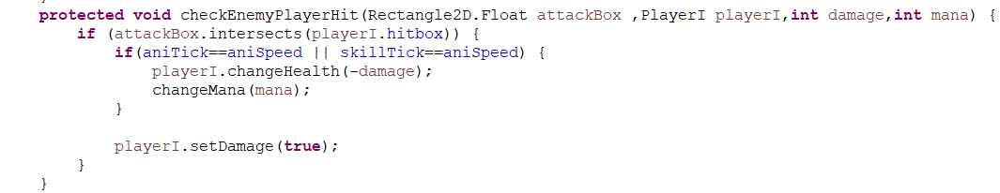 protected void checkEnemyPlayerHit(Rectangle2D.Float attackBox ,PlayerI playerI,int damage,int mana) {
    if (attackBox.intersects(playerI.hitbox)) {
        if(aniTick==aniSpeed || skillTick==aniSpeed) {
            playerI.changeHealth(-damage);
            changeMana(mana);
        }

        playerI.setDamage(true);
    }
}